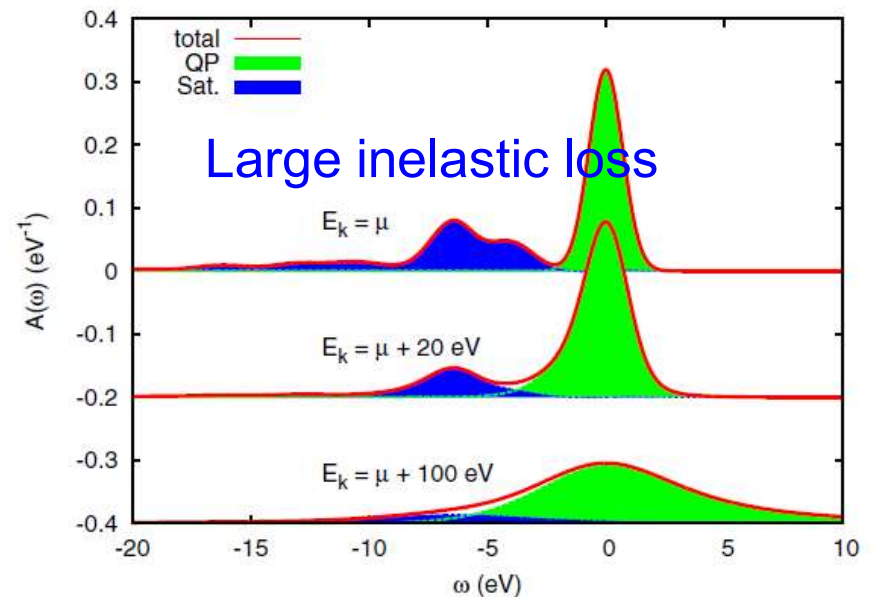 total
QP
Sat.
Large inelastic loss
E_k = μ
E_k = μ + 20 eV
E_k = μ + 100 eV
A(ω) (eV⁻¹)
0.4
0.3
0.2
0.1
0
-0.1
-0.2
-0.3
-0.4
-20 -15 -10 -5 0 5 10
ω (eV)